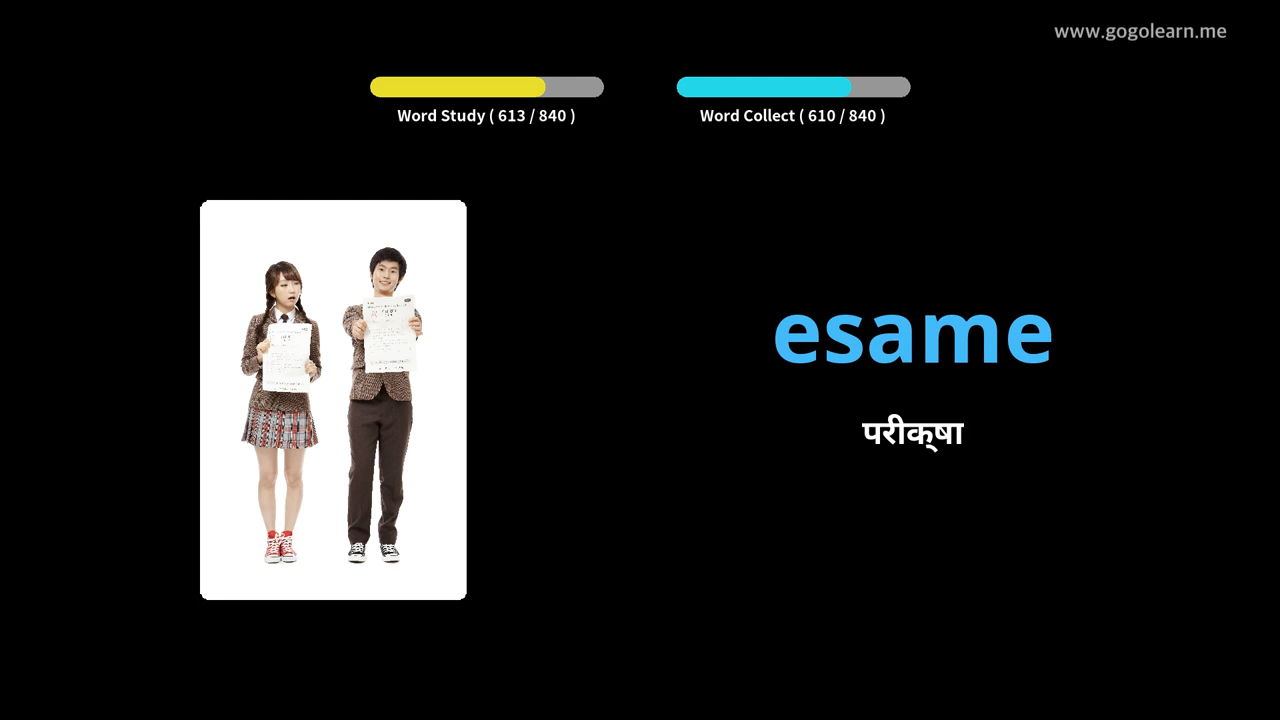 www.gogolearn.me
Word Study ( 613 / 840 )
Word Collect ( 610 / 840 )
esame
परीक्षा